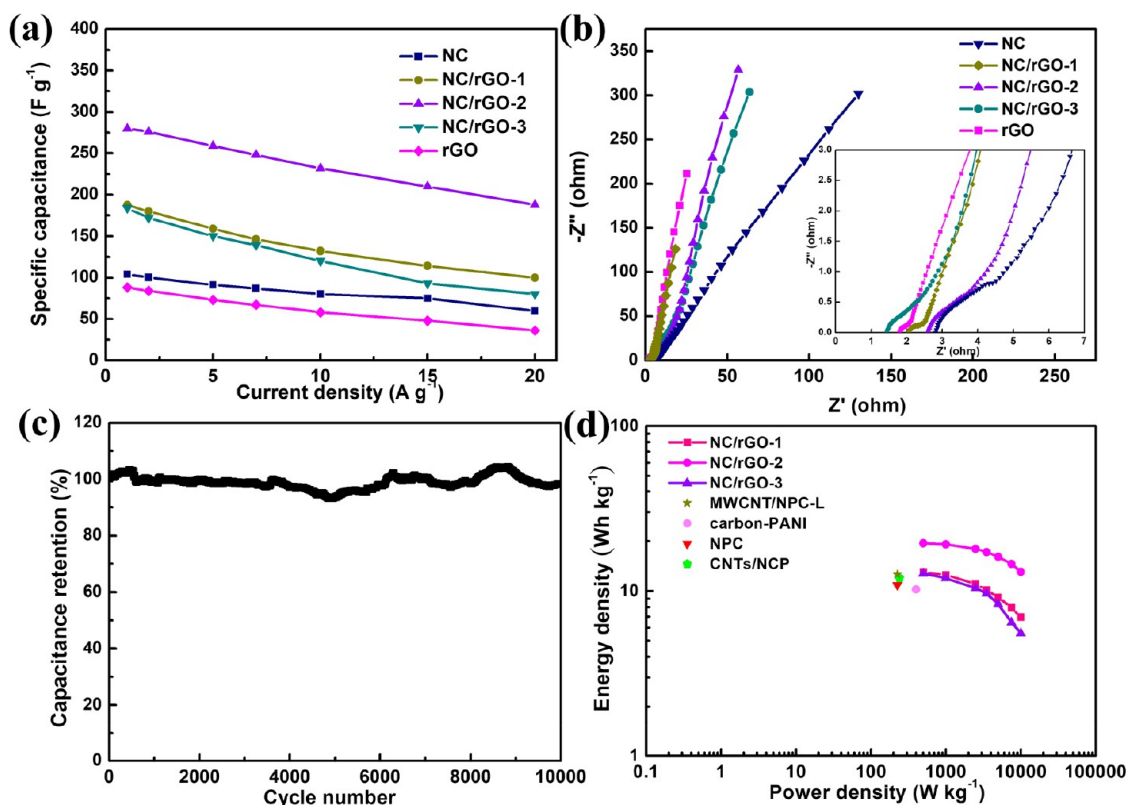 (a)
400
350
300
250
200
150
100
50
0
Specific capacitance (F g⁻¹)
NC
NC/rGO-1
NC/rGO-2
NC/rGO-3
rGO
0 5 10 15 20
Current density (A g⁻¹)
(b)
350
300
250
200
150
100
50
0
-Z'' (ohm)
NC
NC/rGO-1
NC/rGO-2
NC/rGO-3
rGO
3.0
2.5
2.0
1.5
1.0
0.5
0.0
-Z'' (ohm)
0 1 2 3 4 5 6 7
Z' (ohm)
0 50 100 150 200 250
Z' (ohm)
(c)
120
100
80
60
40
20
0
Capacitance retention (%)
0 2000 4000 6000 8000 10000
Cycle number
(d)
100
10
1
Energy density (Wh kg⁻¹)
NC/rGO-1
NC/rGO-2
NC/rGO-3
MWCNT/NPC-L
carbon-PANI
NPC
CNTs/NCP
0.1 1 10 100 1000 10000 100000
Power density (W kg⁻¹)